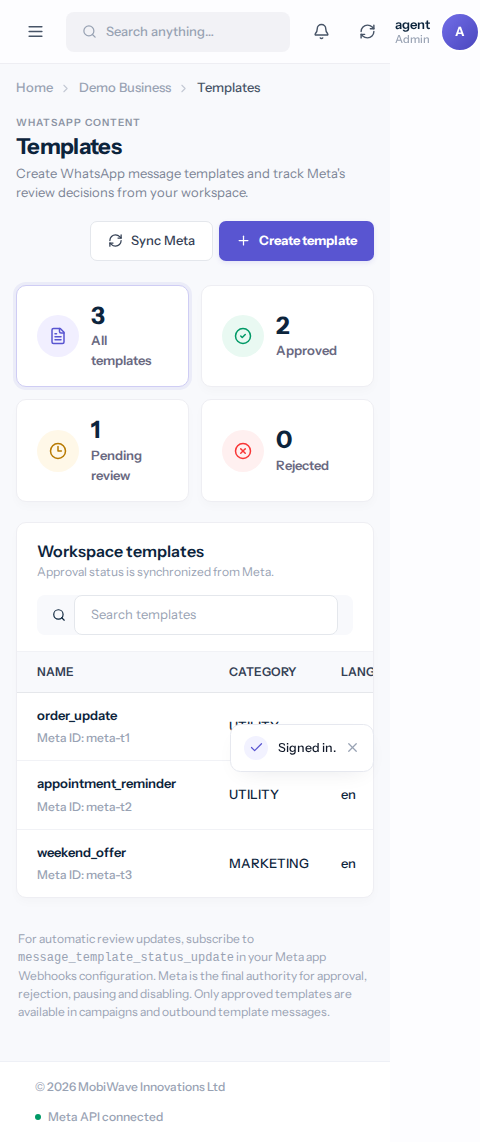 Search anything...
agent
Admin
A
Home > Demo Business > Templates
WHATSAPP CONTENT
Templates
Create WhatsApp message templates and track Meta's
review decisions from your workspace.
Sync Meta
+ Create template
3
All
templates
2
Approved
1
Pending
review
0
Rejected
Workspace templates
Approval status is synchronized from Meta.
Search templates
NAME CATEGORY LANG
order_update
Meta ID: meta-t1
Signed in.
appointment_reminder
Meta ID: meta-t2
UTILITY en
weekend_offer
Meta ID: meta-t3
MARKETING en
For automatic review updates, subscribe to
message_template_status_update in your Meta app
Webhooks configuration. Meta is the final authority for approval,
rejection, pausing and disabling. Only approved templates are
available in campaigns and outbound template messages.
© 2026 MobiWave Innovations Ltd
Meta API connected